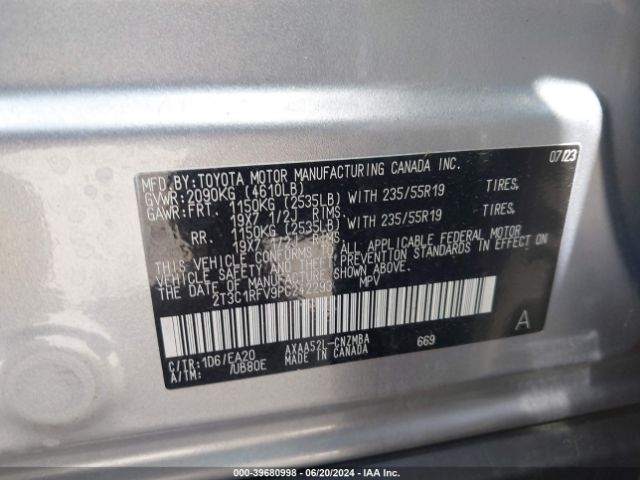 MFD. BY: TOYOTA MOTOR MANUFACTURING CANADA INC. 07/23
GVWR: 2090KG (4610LB)
GAWR: FRT. 1150KG (2535LB) WITH 235/55R19 TIRES,
19X7 1/2J RIMS,
RR. 1150KG (2535LB) WITH 235/55R19 TIRES,
19X7 RIMS,
THIS VEHICLE CONFORMS TO ALL APPLICABLE FEDERAL MOTOR
VEHICLE SAFETY AND THEFT PREVENTION STANDARDS IN EFFECT ON
THE DATE OF MANUFACTURE SHOWN ABOVE.
MPV
C/TR: 1D6/EA20 AXAA52L-CNZMBA 669 A
A/TM: /UB80E MADE IN CANADA
000-39680998 | 06/20/2024 | IAA Inc.